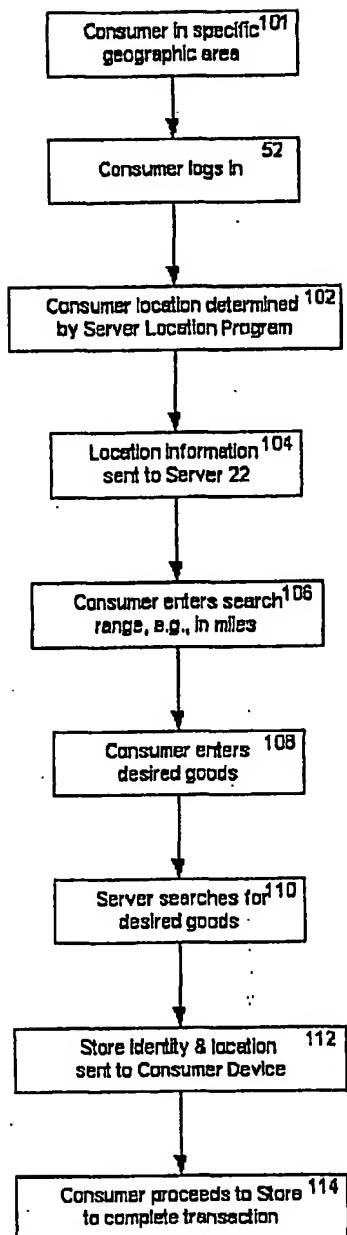 Consumer in specific 101
geographic area
52
Consumer logs in
102
Consumer location determined
by Server Location Program
Location information 104
sent to Server 22
Consumer enters search 106
range, e.g., in miles
Consumer enters 108
desired goods
Server searches for 110
desired goods
Store identity & location 112
sent to Consumer Device
Consumer proceeds to Store 114
to complete transaction